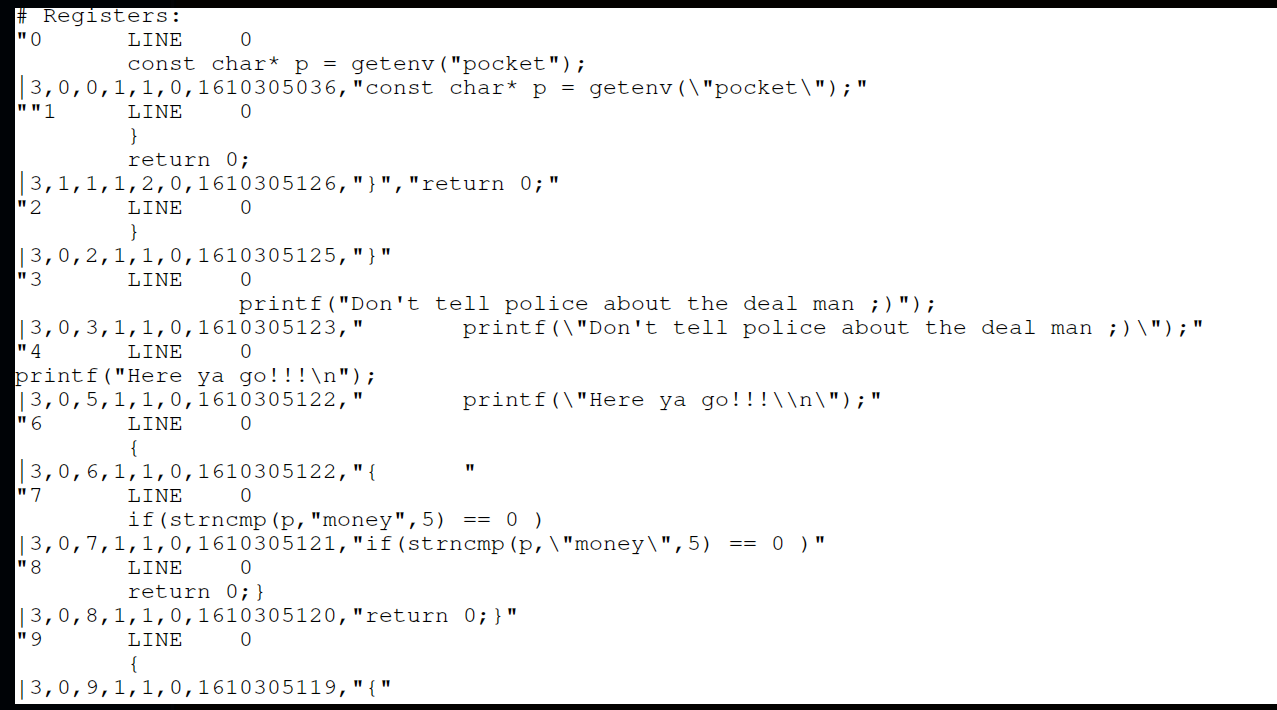 # Registers:
"0	LINE	0
	const char* p = getenv("pocket");
|3,0,0,1,1,0,1610305036,"const char* p = getenv(\"pocket\");"
""1	LINE	0
	}
	return 0;
|3,1,1,1,2,0,1610305126,"}","return 0;"
"2	LINE	0
	}
|3,0,2,1,1,0,1610305125,"}"
"3	LINE	0
		printf("Don't tell police about the deal man ;)");
|3,0,3,1,1,0,1610305123,"	printf(\"Don't tell police about the deal man ;)\");"
"4	LINE	0
printf("Here ya go!!!\n");
|3,0,5,1,1,0,1610305122,"	printf(\"Here ya go!!!\\n\");"
"6	LINE	0
	{
|3,0,6,1,1,0,1610305122,"{	"
"7	LINE	0
	if(strncmp(p,"money",5) == 0 )
|3,0,7,1,1,0,1610305121,"if(strncmp(p,\"money\",5) == 0 )"
"8	LINE	0
	return 0;}
|3,0,8,1,1,0,1610305120,"return 0;}"
"9	LINE	0
	{
|3,0,9,1,1,0,1610305119,"{"